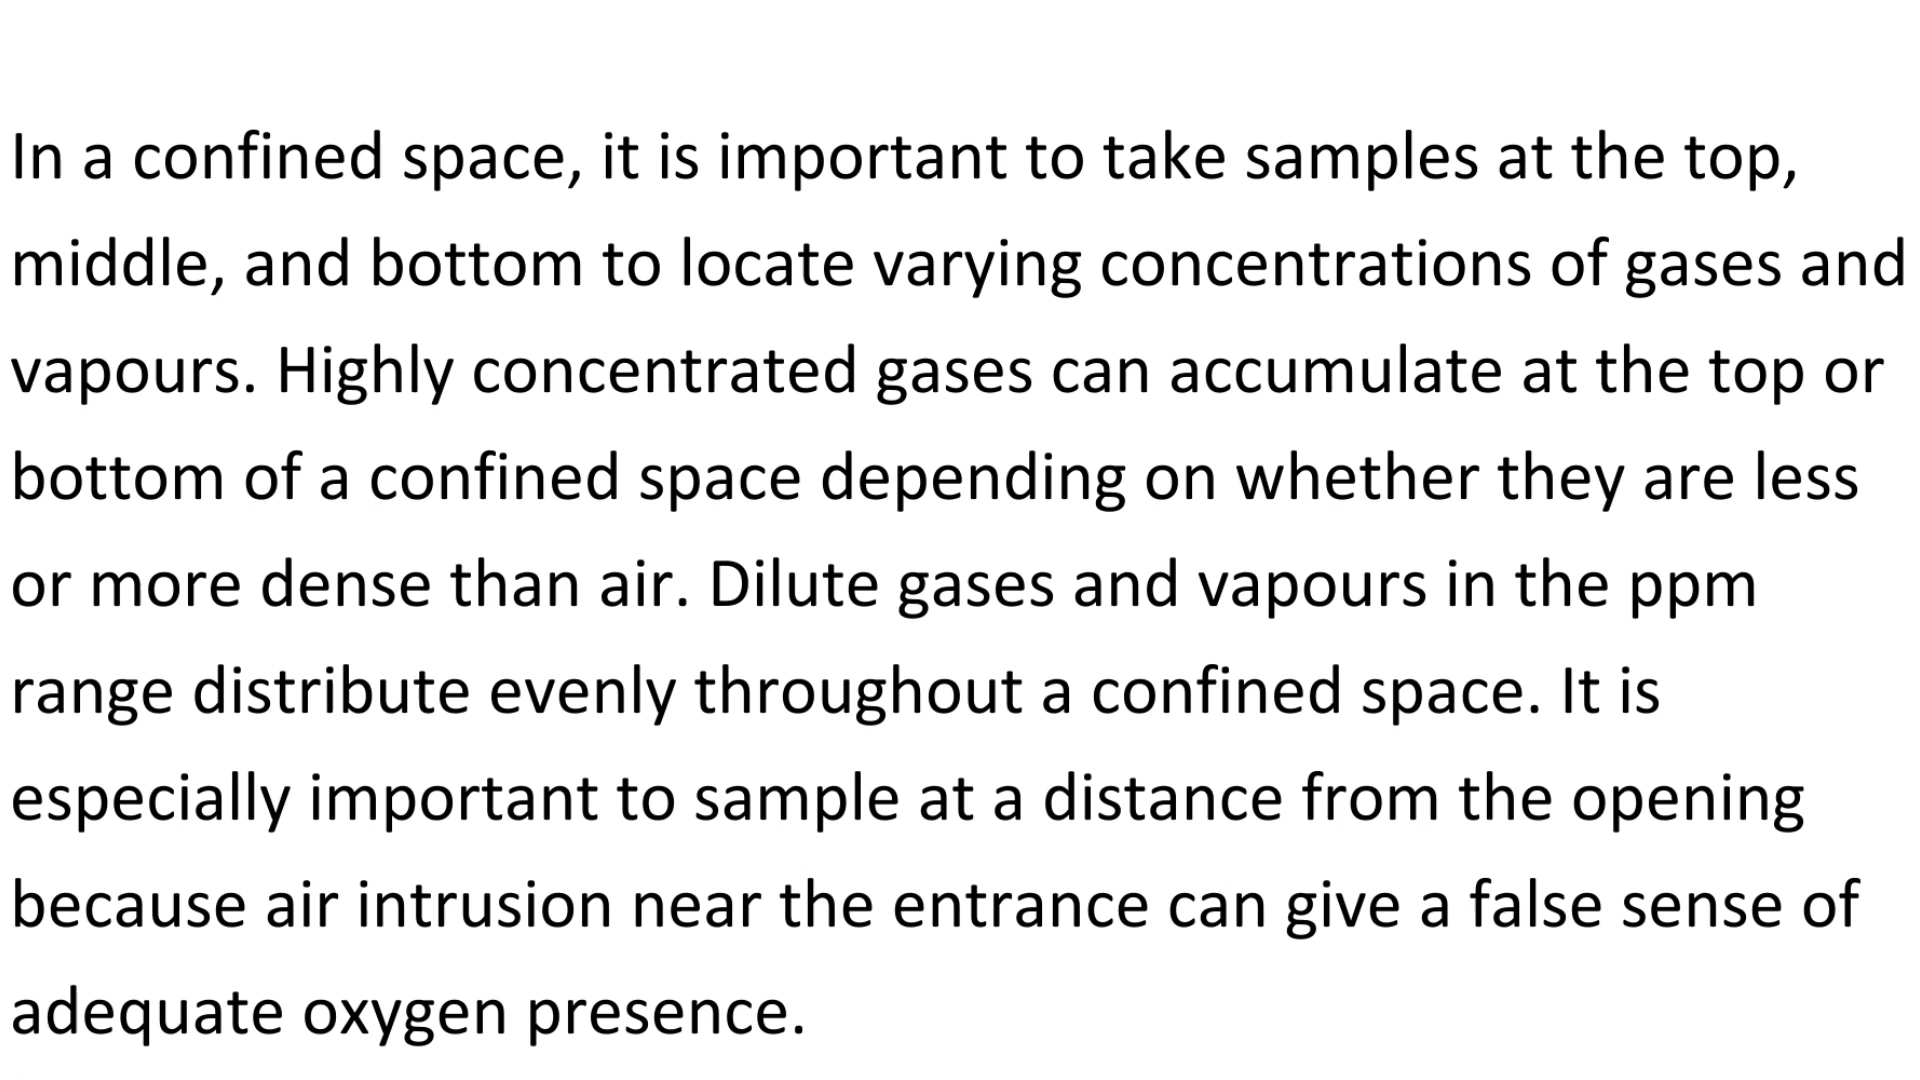 In a confined space, it is important to take samples at the top,
middle, and bottom to locate varying concentrations of gases and
vapours. Highly concentrated gases can accumulate at the top or
bottom of a confined space depending on whether they are less
or more dense than air. Dilute gases and vapours in the ppm
range distribute evenly throughout a confined space. It is
especially important to sample at a distance from the opening
because air intrusion near the entrance can give a false sense of
adequate oxygen presence.